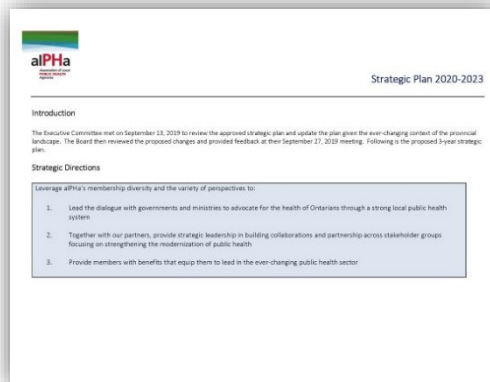 alPHa
Association of Local
PUBLIC HEALTH
Agencies
Strategic Plan 2020-2023
Introduction
The Executive Committee met on September 13, 2019 to review the approved strategic plan and update the plan given the ever-changing context of the provincial
landscape. The Board then reviewed the proposed changes and provided feedback at their September 27, 2019 meeting. Following is the proposed 3-year strategic
plan.
Strategic Directions
Leverage alPHa's membership diversity and the variety of perspectives to:
1. Lead the dialogue with governments and ministries to advocate for the health of Ontarians through a strong local public health
system
2. Together with our partners, provide strategic leadership in building collaborations and partnership across stakeholder groups
focusing on strengthening the modernization of public health
3. Provide members with benefits that equip them to lead in the ever-changing public health sector